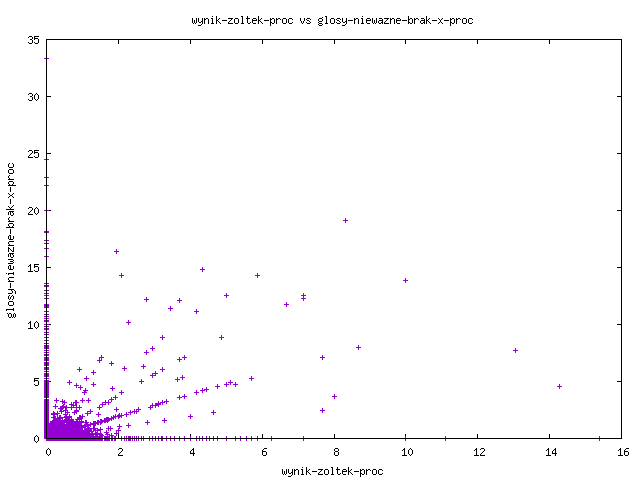 wynik-zoltek-proc vs glosy-niewazne-brak-x-proc
35
30
25
20
15
10
5
0
glosy-niewazne-brak-x-proc
0 2 4 6 8 10 12 14 16
wynik-zoltek-proc